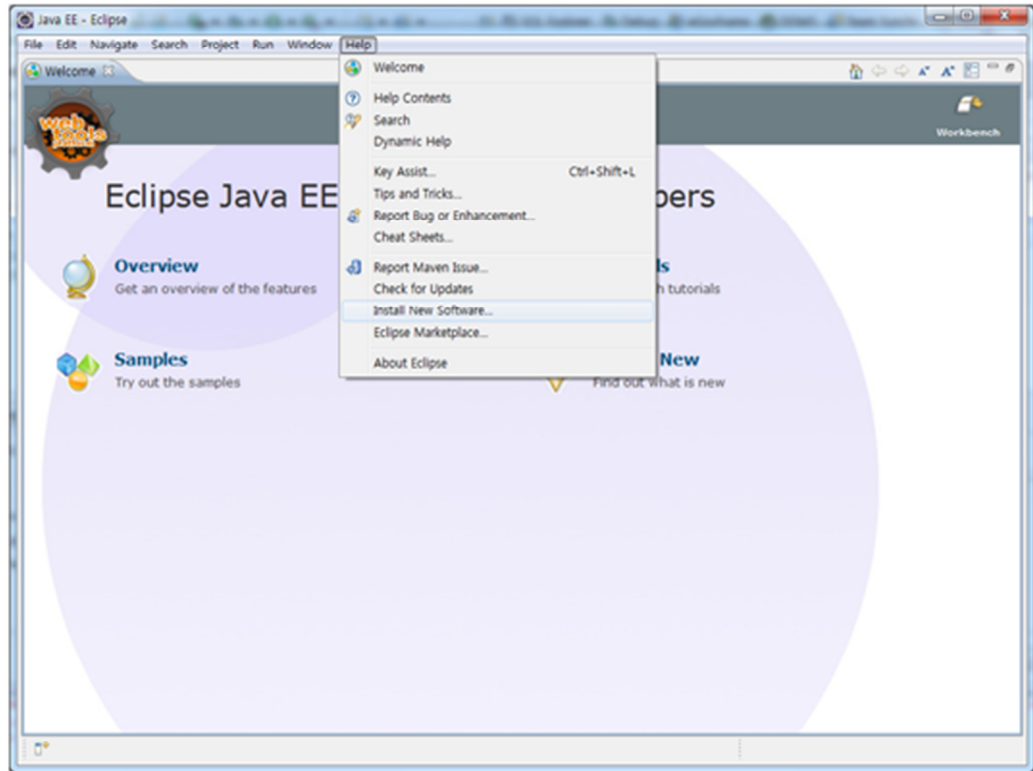 Java EE - Eclipse
File Edit Navigate Search Project Run Window Help
Welcome
Welcome
Help Contents
Search
Dynamic Help
Key Assist... Ctrl+Shift+L
Tips and Tricks...
Report Bug or Enhancement...
Cheat Sheets...
Report Maven Issue...
Check for Updates
Install New Software...
Eclipse Marketplace...
About Eclipse
web
tools
Workbench
Eclipse Java EE pers
Overview
Get an overview of the features
ls
h tutorials
Samples
Try out the samples
New
Find out what is new